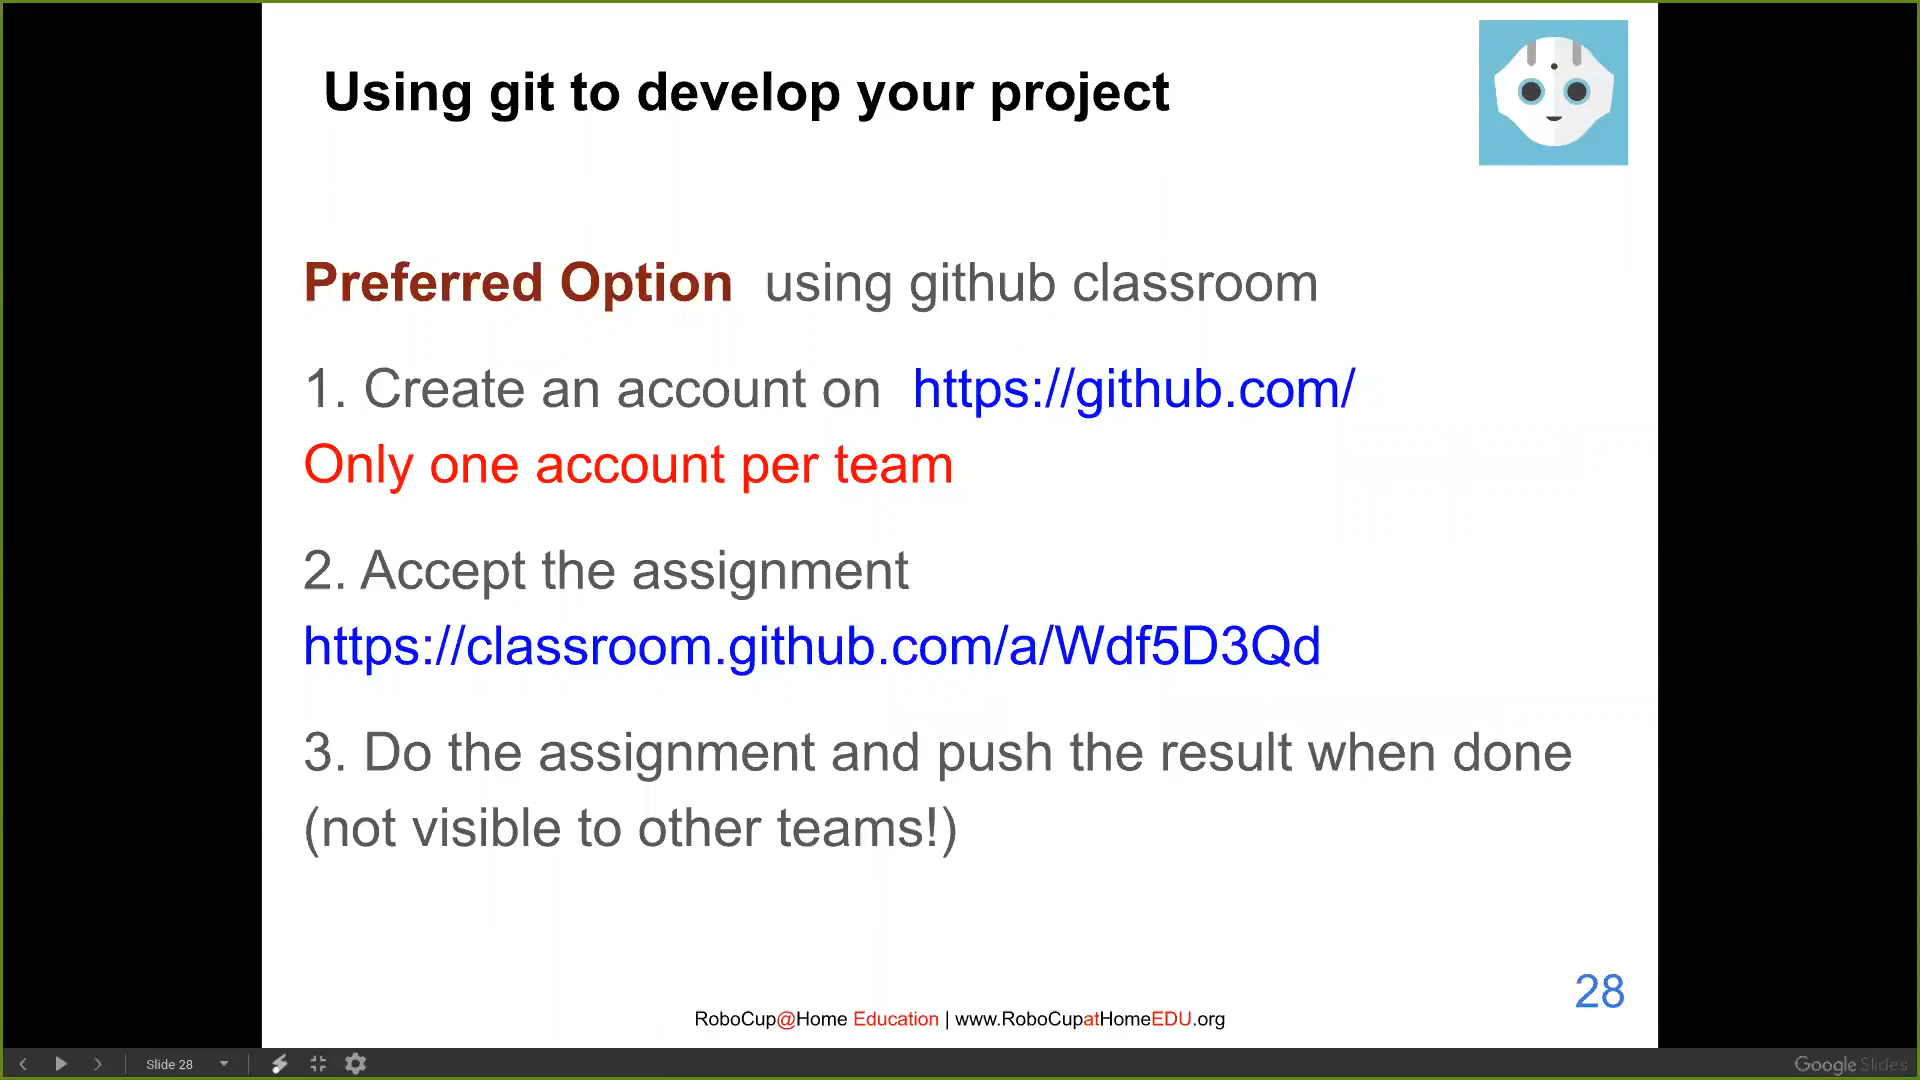 Using git to develop your project
Preferred Option  using github classroom
1. Create an account on  https://github.com/
Only one account per team
2. Accept the assignment
https://classroom.github.com/a/Wdf5D3Qd
3. Do the assignment and push the result when done
(not visible to other teams!)
28
RoboCup@Home Education | www.RoboCupatHomeEDU.org
Slide 28
Google Slides